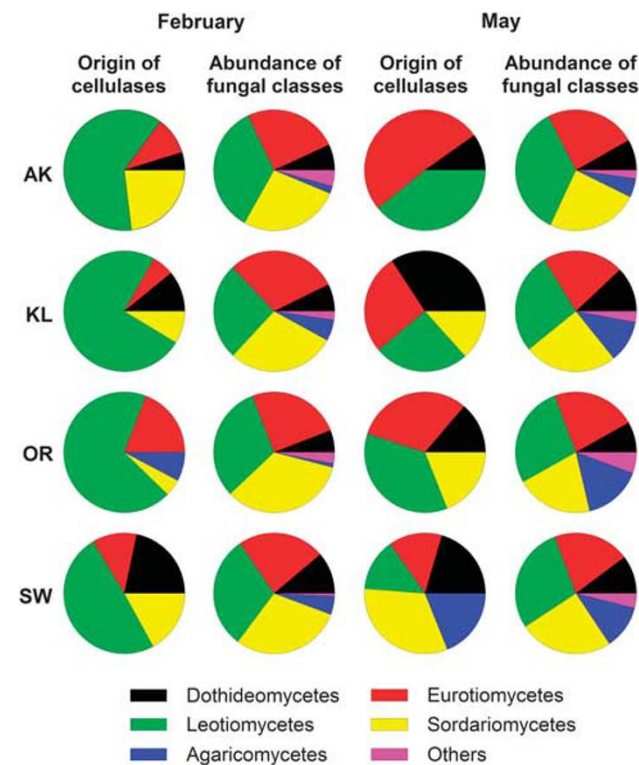 February
May
Origin of cellulases
Abundance of fungal classes
Origin of cellulases
Abundance of fungal classes
AK
KL
OR
SW
Dothideomycetes
Eurotiomycetes
Leotiomycetes
Sordariomycetes
Agaricomycetes
Others